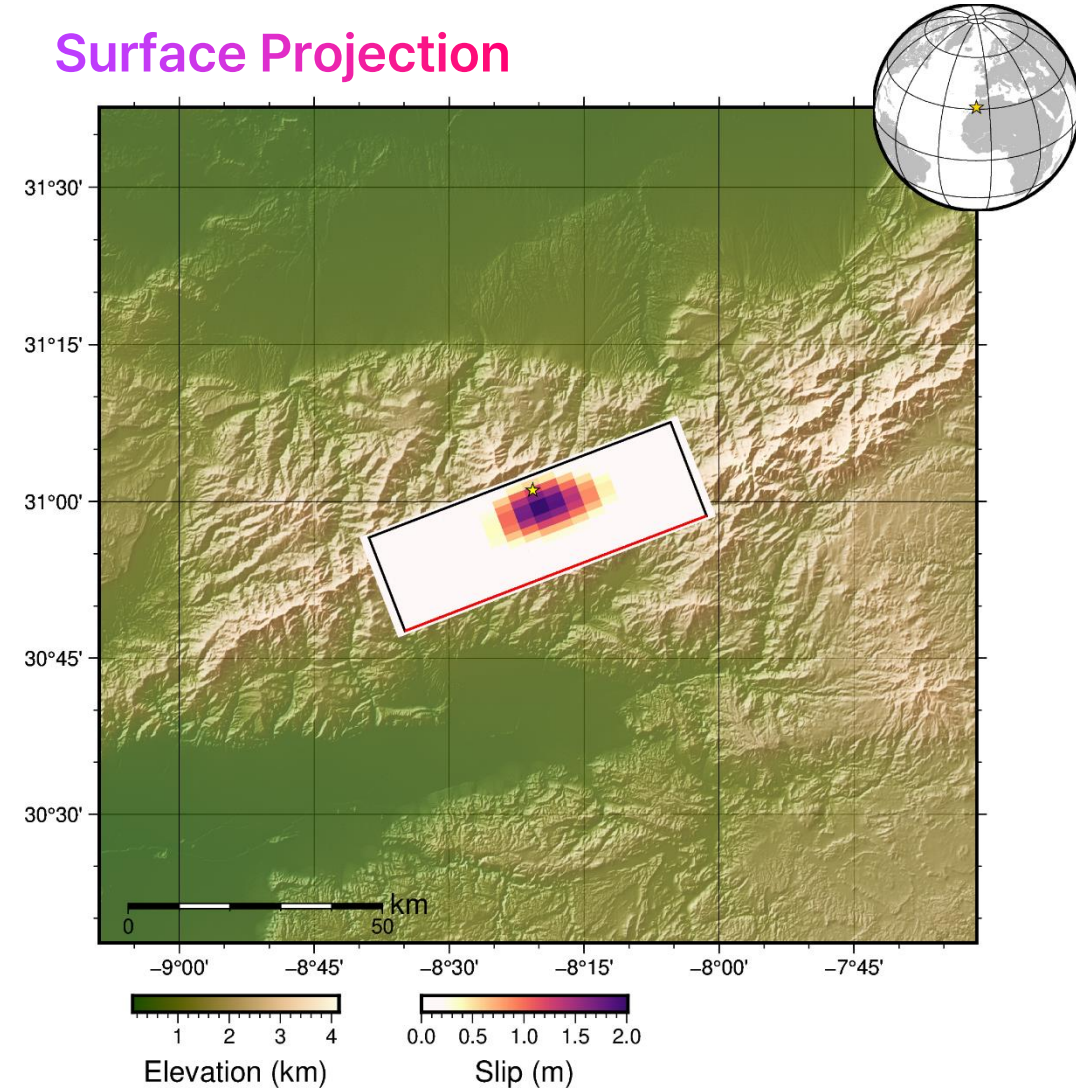 Surface Projection
31°30'
31°15'
31°00'
30°45'
30°30'
km
0 50
−9°00' −8°45' −8°30' −8°15' −8°00' −7°45'
1 2 3 4
Elevation (km)
0.0 0.5 1.0 1.5 2.0
Slip (m)